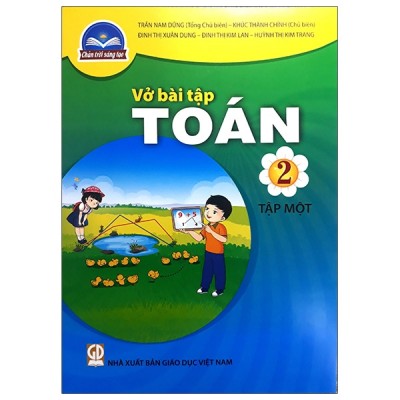 TRẦN NAM DŨNG (Tổng Chủ biên) – KHÚC THÀNH CHÍNH (Chủ biên)
ĐINH THỊ XUÂN DUNG – ĐINH THỊ KIM LAN – HUỲNH THỊ KIM TRANG
Chân trời sáng tạo
Vở bài tập
TOÁN
2
TẬP MỘT
NHÀ XUẤT BẢN GIÁO DỤC VIỆT NAM